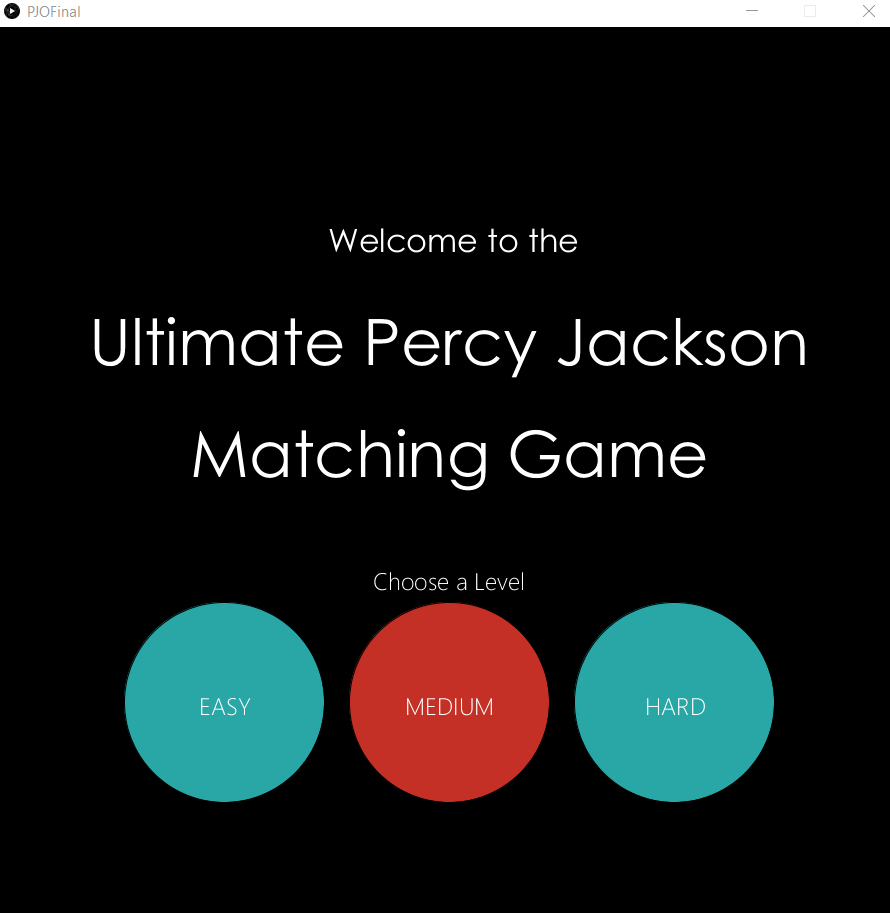 PJOFinal
Welcome to the
Ultimate Percy Jackson
Matching Game
Choose a Level
EASY
MEDIUM
HARD